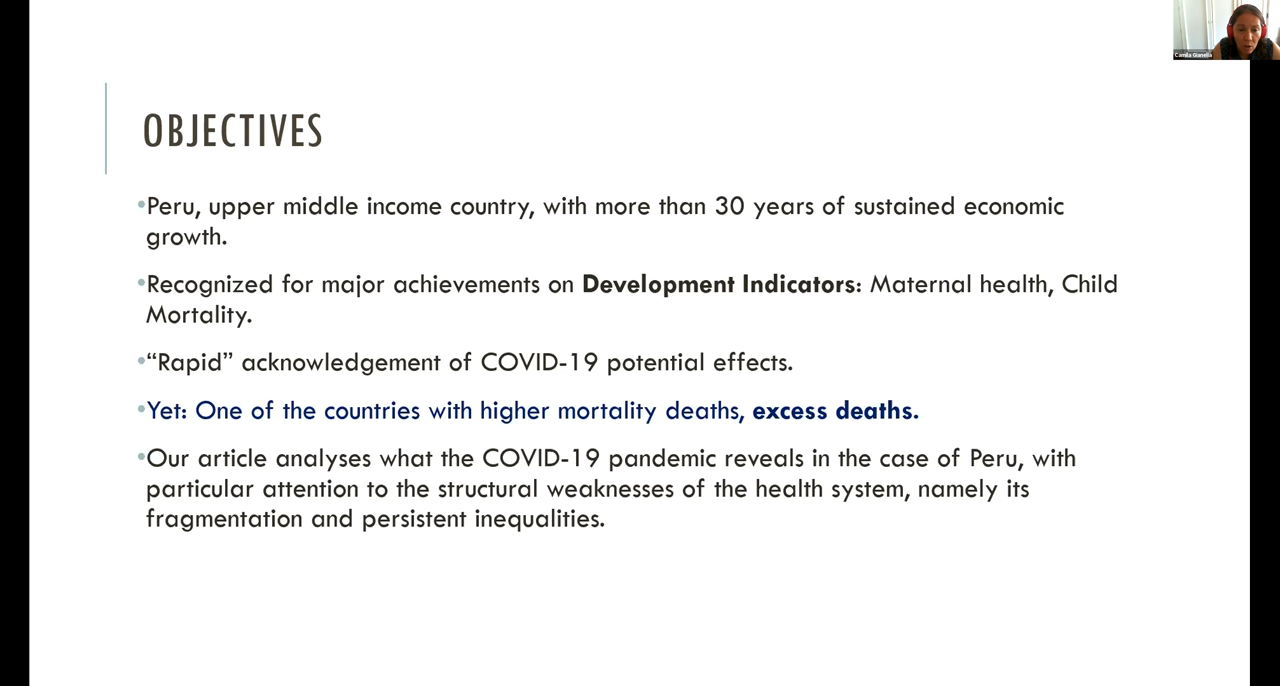 Camila Gianella
OBJECTIVES
•Peru, upper middle income country, with more than 30 years of sustained economic
growth.
•Recognized for major achievements on Development Indicators: Maternal health, Child
Mortality.
•“Rapid” acknowledgement of COVID-19 potential effects.
•Yet: One of the countries with higher mortality deaths, excess deaths.
•Our article analyses what the COVID-19 pandemic reveals in the case of Peru, with
particular attention to the structural weaknesses of the health system, namely its
fragmentation and persistent inequalities.